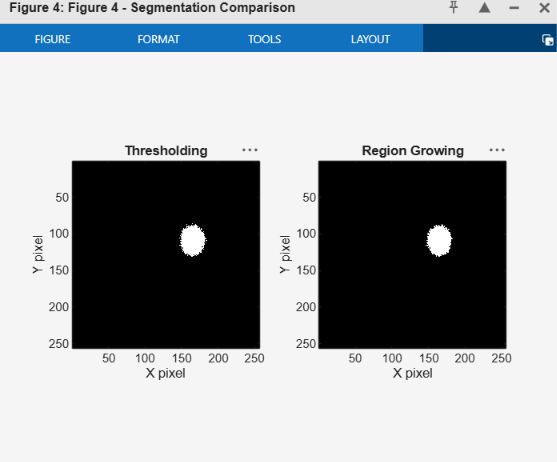 Figure 4: Figure 4 - Segmentation Comparison
FIGURE FORMAT TOOLS LAYOUT
Thresholding
Y pixel
50
100
150
200
250
50 100 150 200 250
X pixel
Region Growing
Y pixel
50
100
150
200
250
50 100 150 200 250
X pixel